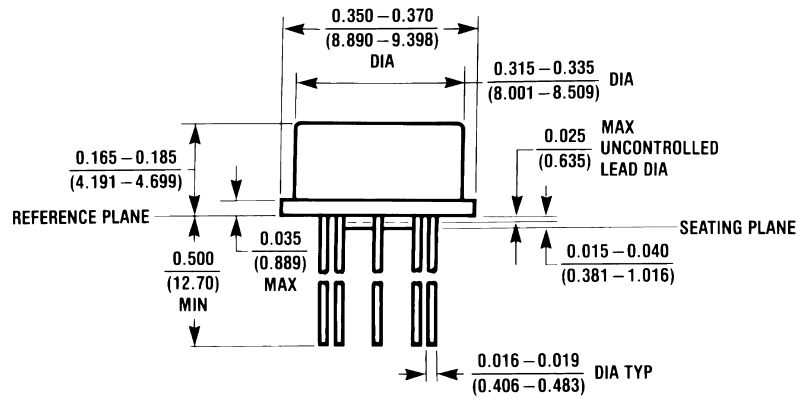 0.350 – 0.370
(8.890 – 9.398)
DIA
0.315 – 0.335
(8.001 – 8.509)
DIA
0.165 – 0.185
(4.191 – 4.699)
0.025
(0.635)
MAX
UNCONTROLLED
LEAD DIA
REFERENCE PLANE
SEATING PLANE
0.035
(0.889)
MAX
0.500
(12.70)
MIN
0.015 – 0.040
(0.381 – 1.016)
0.016 – 0.019
(0.406 – 0.483)
DIA TYP